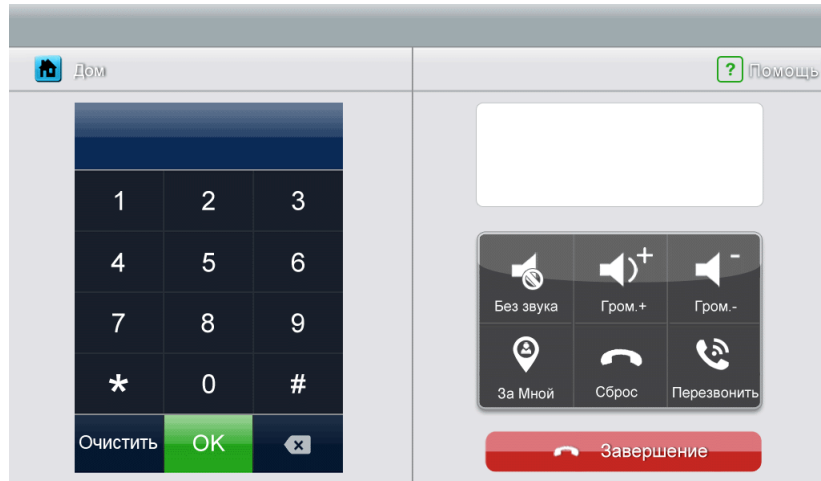 Дом
? Помощь
1 2 3
4 5 6
7 8 9
* 0 #
Очистить OK
+ -
Без звука Гром.+ Гром.-
За Мной Сброс Перезвонить
Завершение